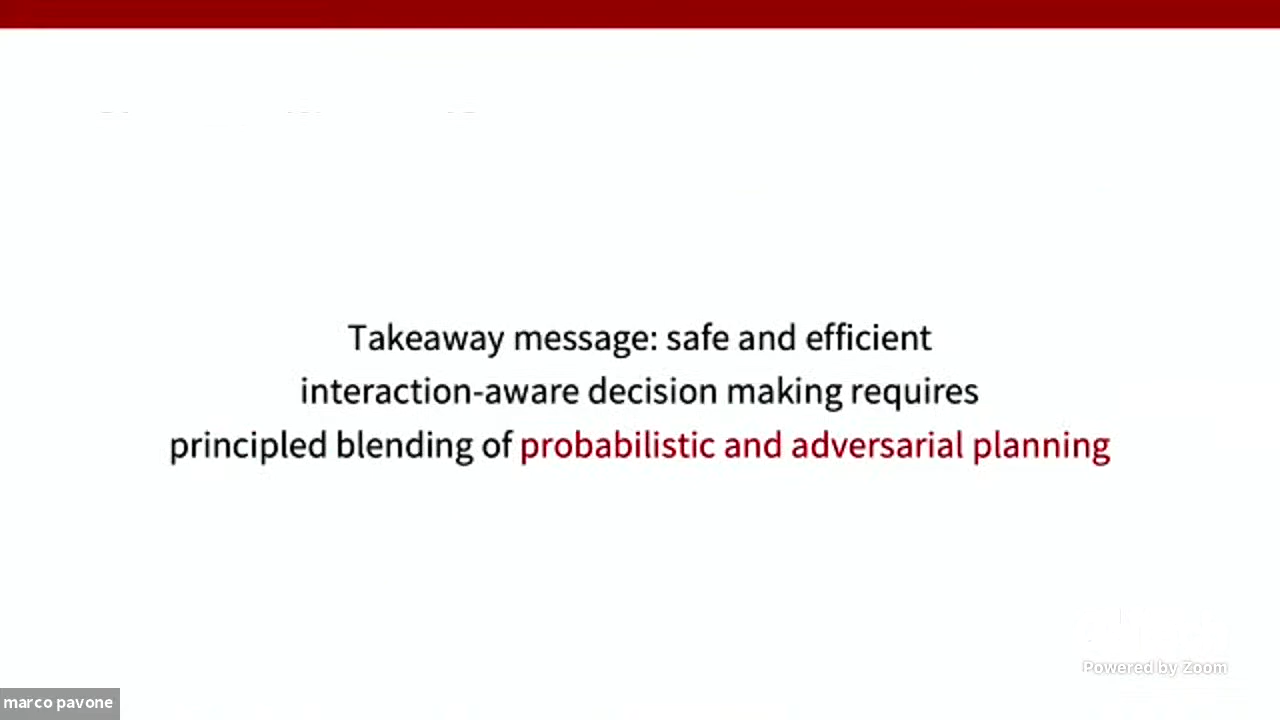 Takeaway message: safe and efficient
interaction-aware decision making requires
principled blending of probabilistic and adversarial planning
Powered by Zoom
marco pavone